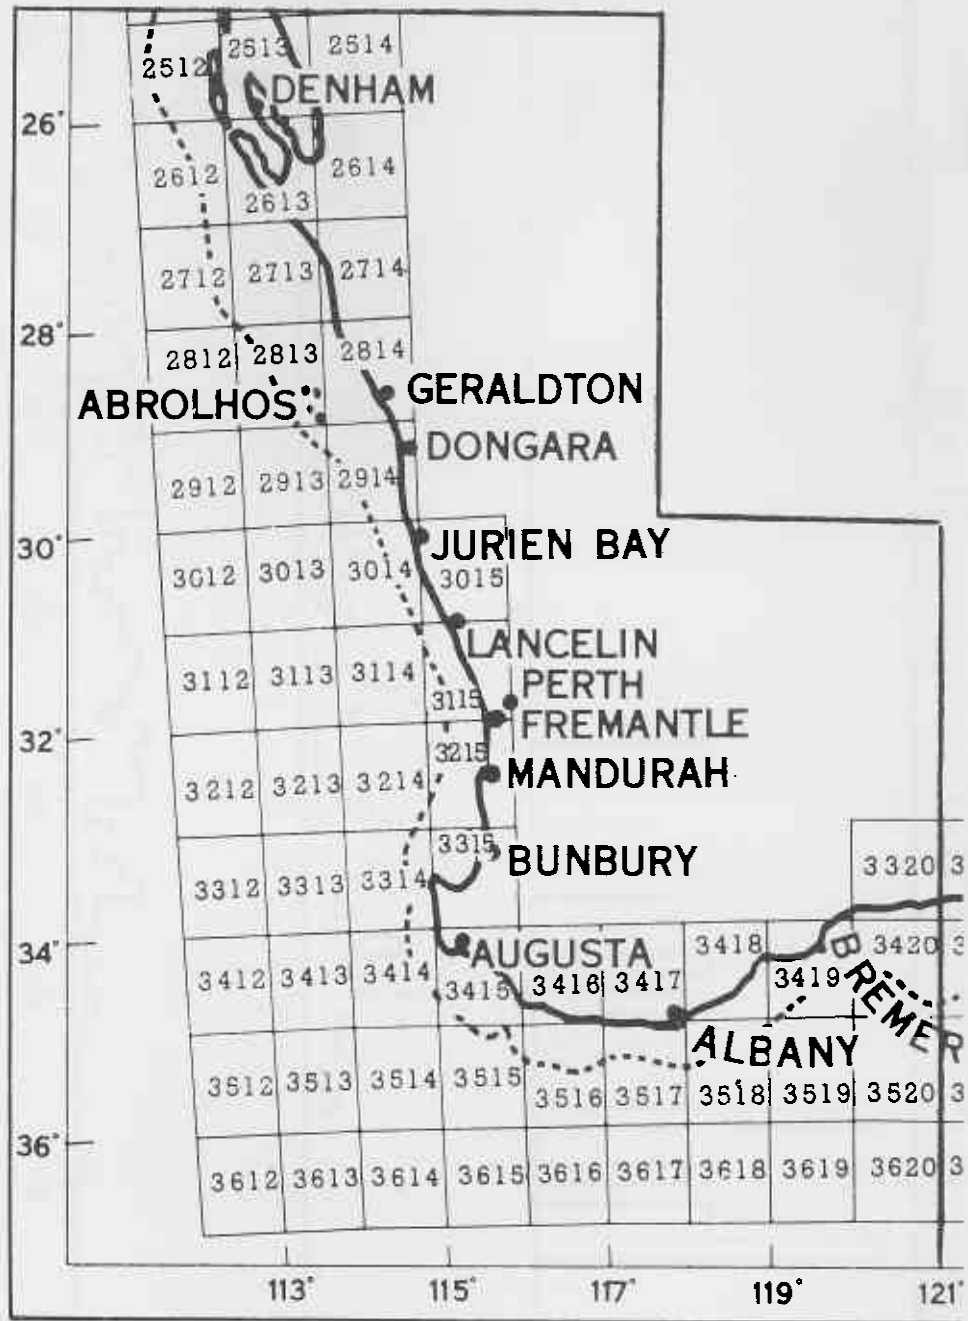 2513 2514
2512
DENHAM
26°
2612 2614
2613
2712 2713 2714
28°
2812 2813 2814
ABROLHOS GERALDTON
DONGARA
2912 2913 2914
30° JURIEN BAY
3012 3013 3014 3015
LANCELIN
3112 3113 3114 PERTH
3115 FREMANTLE
32° 3215
3212 3213 3214 MANDURAH
3315 BUNBURY
3312 3313 3314 3320 3
34° AUGUSTA 3418 3420 3
3412 3413 3414 3415 3416 3417 3419
BREMER
ALBANY
3512 3513 3514 3515 3516 3517 3518 3519 3520 3
36°
3612 3613 3614 3615 3616 3617 3618 3619 3620 3
113° 115° 117° 119° 121°